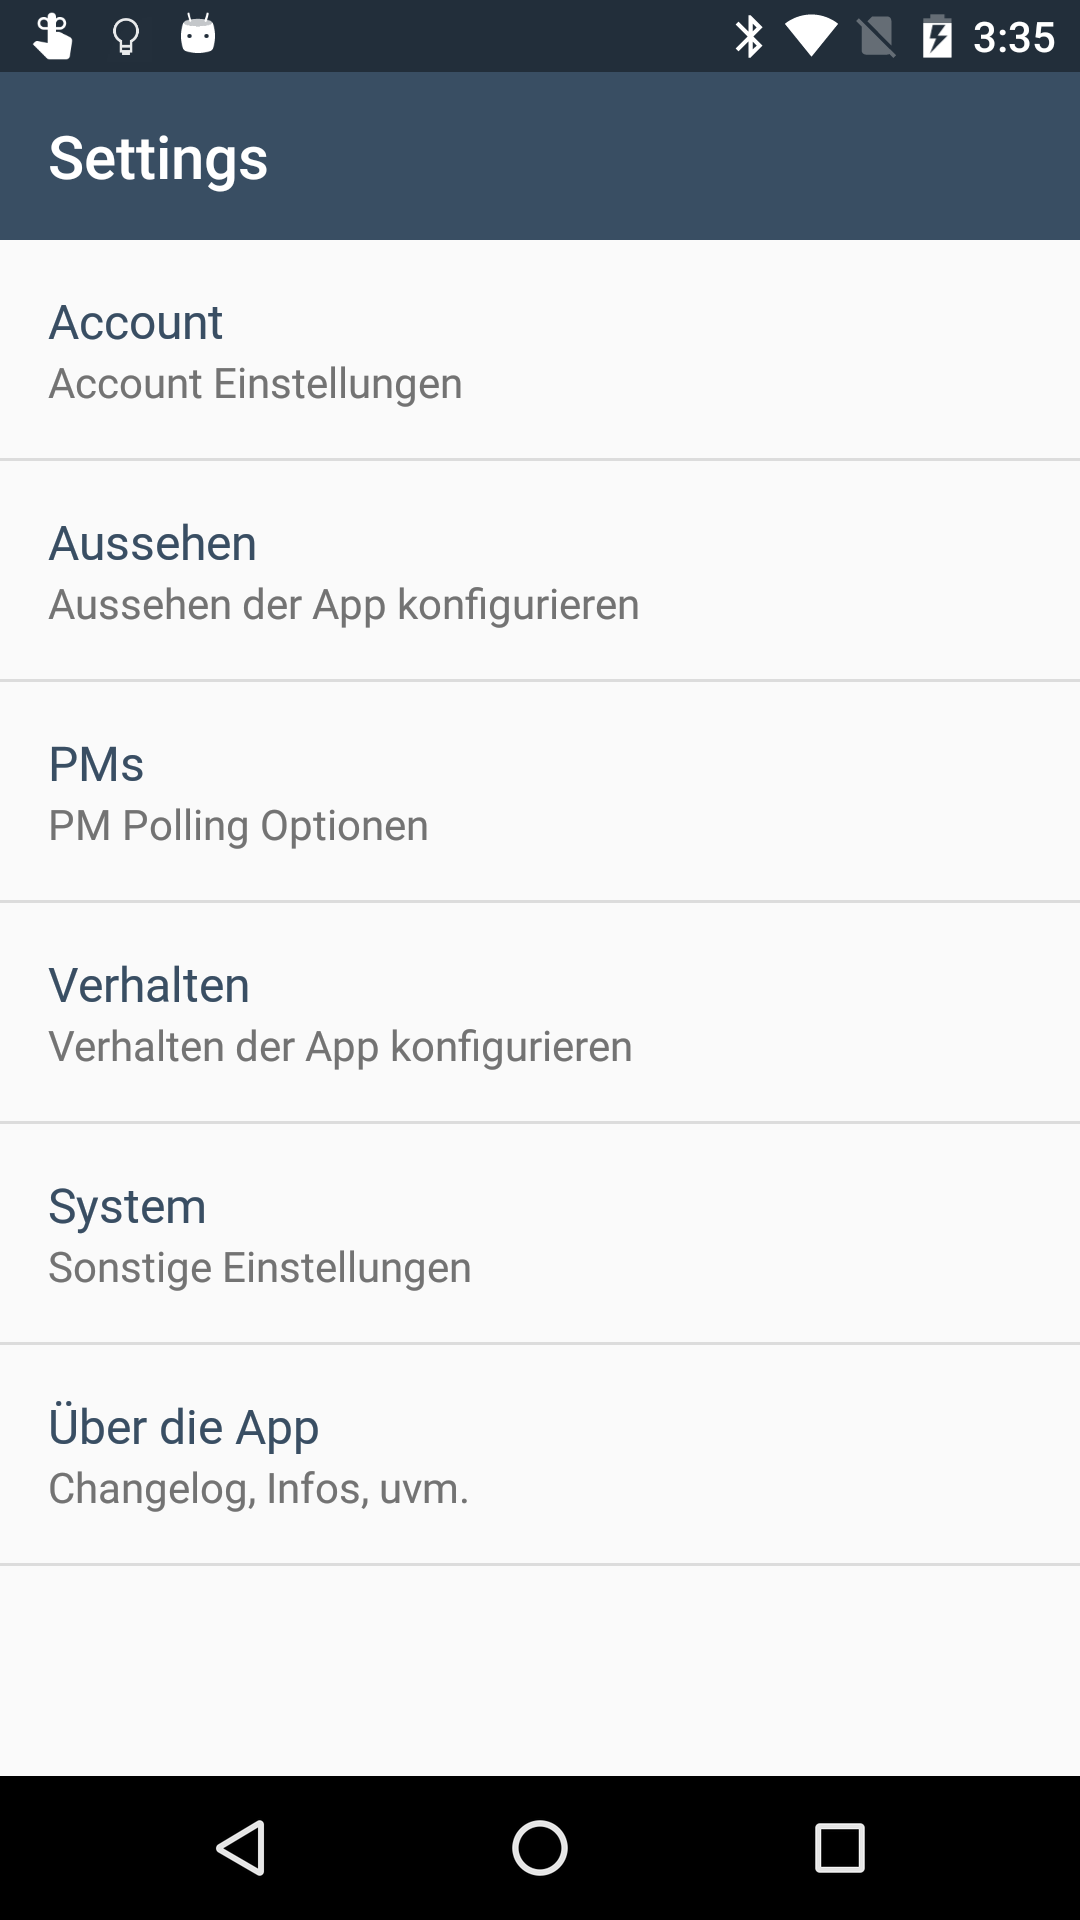 3:35
Settings
Account
Account Einstellungen
Aussehen
Aussehen der App konfigurieren
PMs
PM Polling Optionen
Verhalten
Verhalten der App konfigurieren
System
Sonstige Einstellungen
Über die App
Changelog, Infos, uvm.